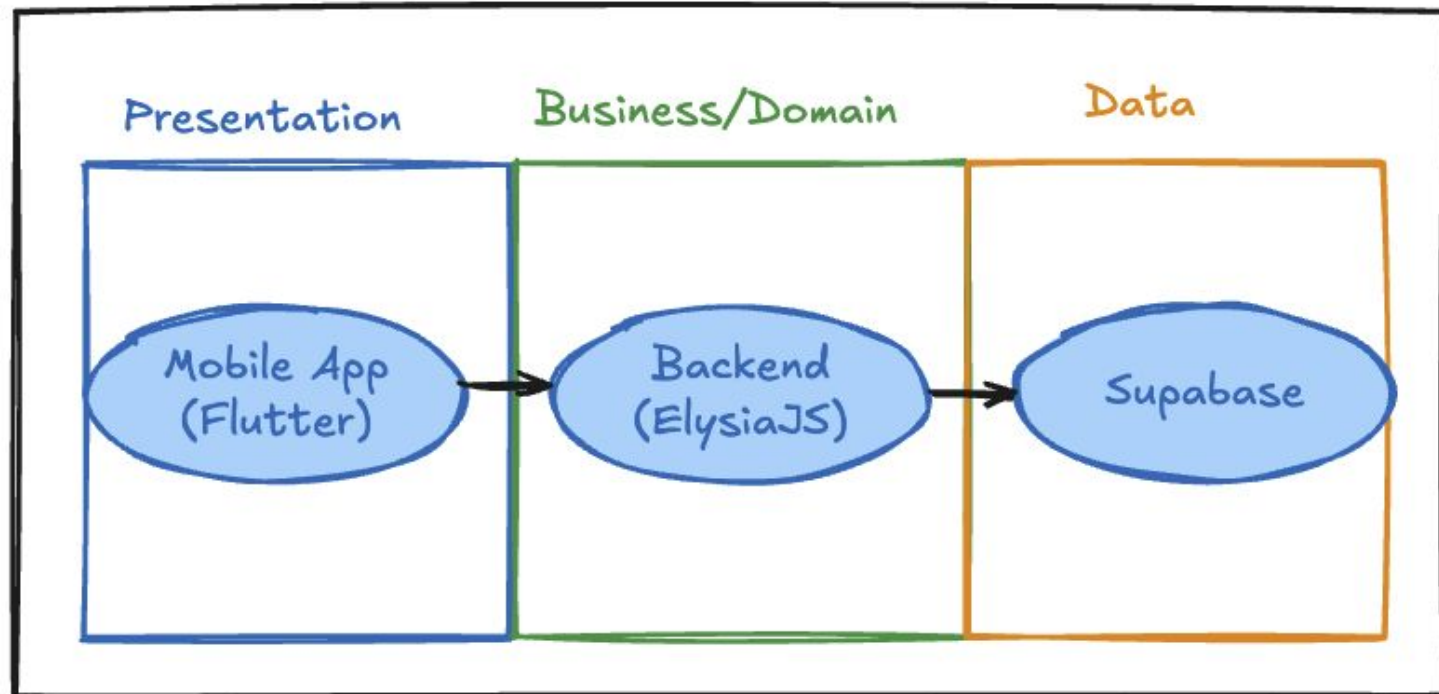 Presentation
Business/Domain
Data
Mobile App
(Flutter)
Backend
(ElysiaJS)
Supabase